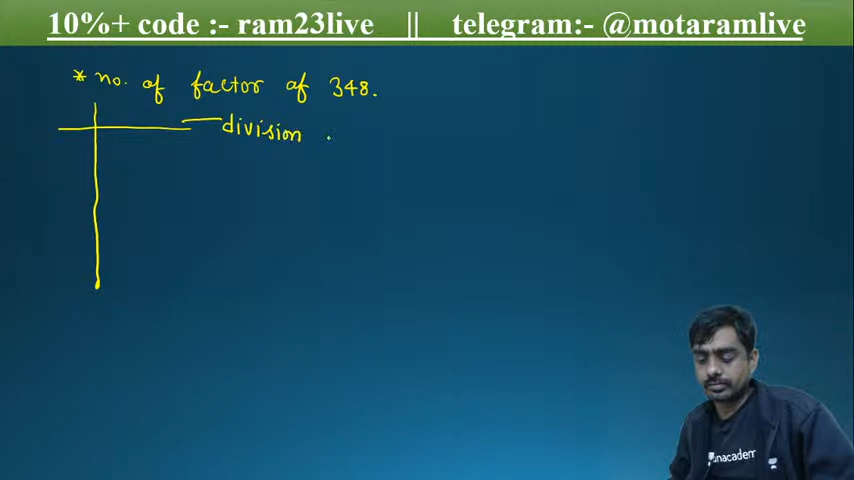 10%+ code :- ram23live || telegram:- @motaramlive
* no. of factor of 348.
division
unacadem